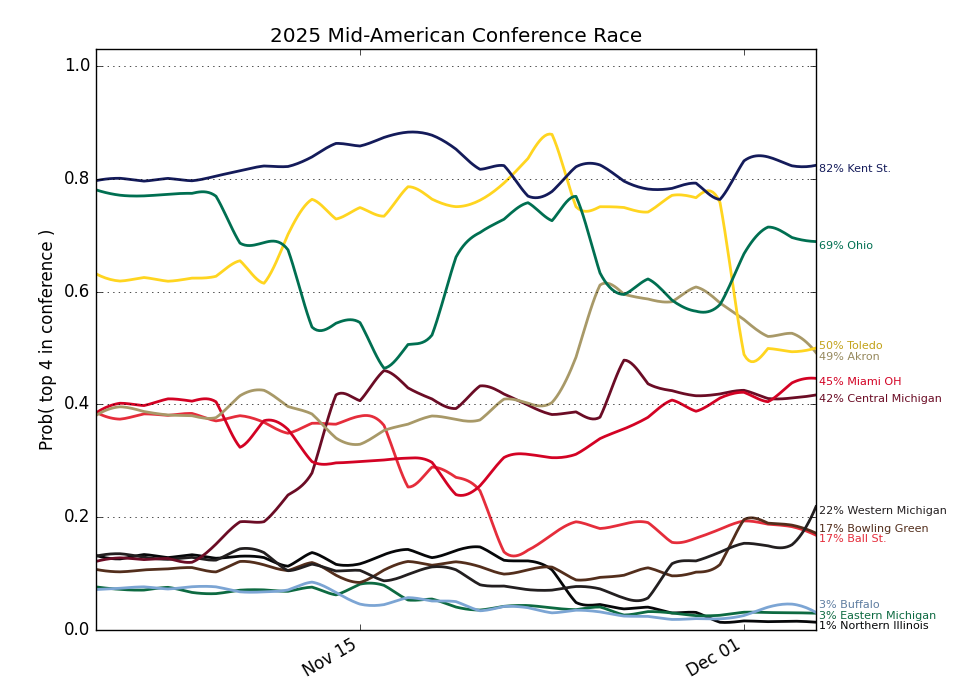 2025 Mid-American Conference Race
Prob( top 4 in conference )
1.0
0.8
0.6
0.4
0.2
0.0
Nov 15
Dec 01
82% Kent St.
69% Ohio
50% Toledo
49% Akron
45% Miami OH
42% Central Michigan
22% Western Michigan
17% Bowling Green
17% Ball St.
3% Buffalo
3% Eastern Michigan
1% Northern Illinois